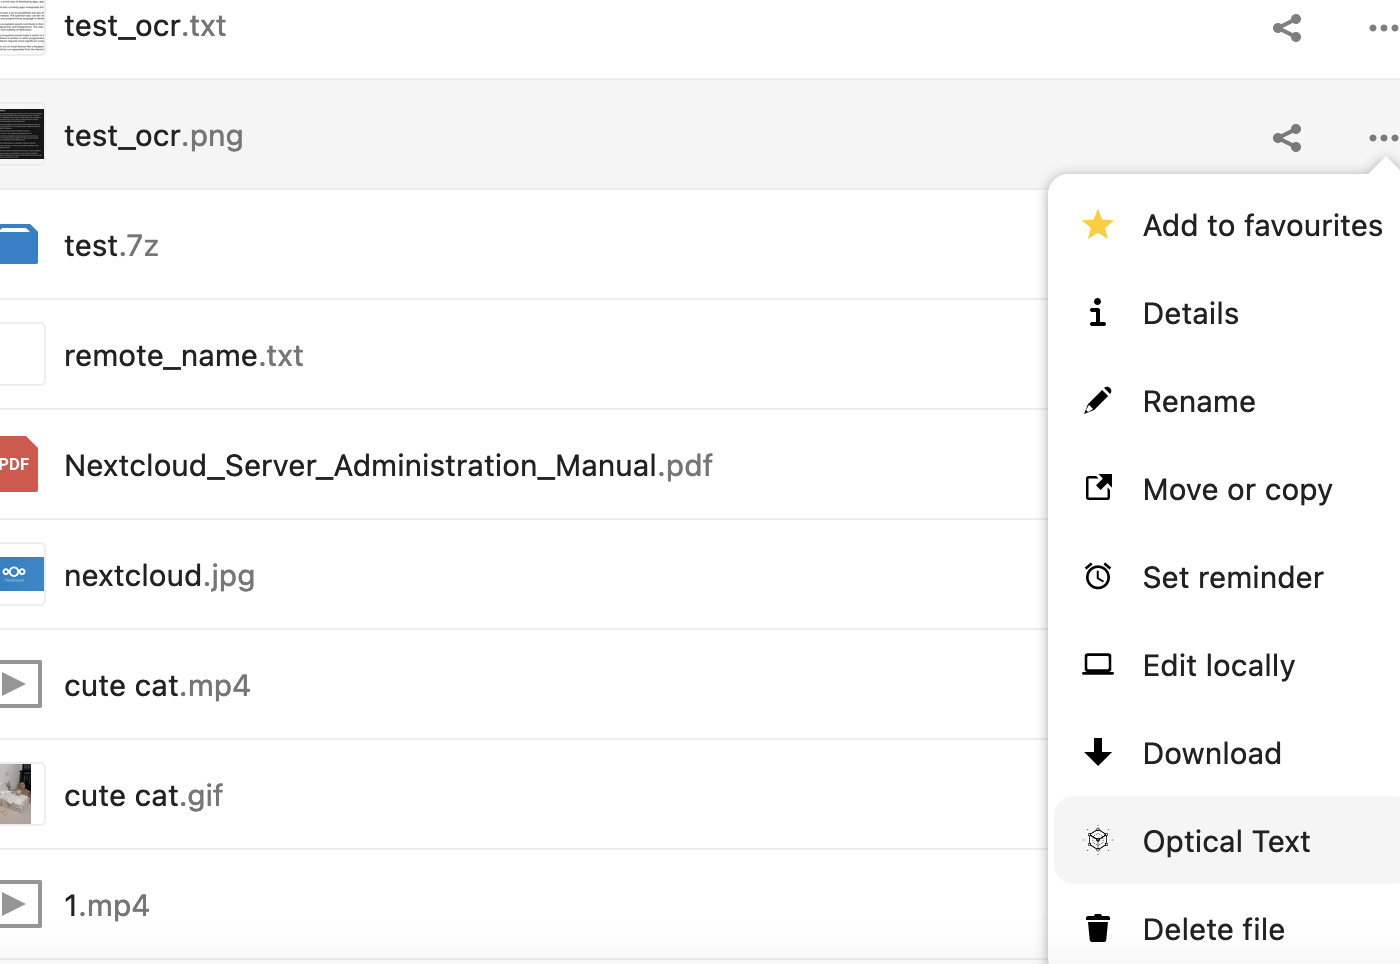 test_ocr.txt
test_ocr.png
test.7z
remote_name.txt
PDF
Nextcloud_Server_Administration_Manual.pdf
nextcloud.jpg
cute cat.mp4
cute cat.gif
1.mp4
Add to favourites
Details
Rename
Move or copy
Set reminder
Edit locally
Download
Optical Text
Delete file